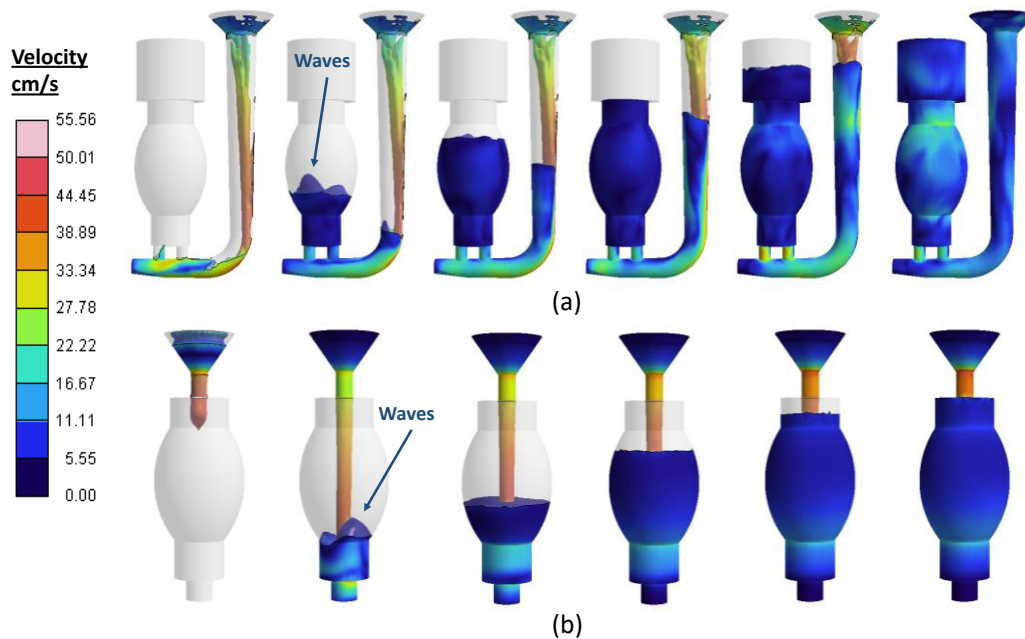 Velocity
cm/s
55.56
50.01
44.45
38.89
33.34
27.78
22.22
16.67
11.11
5.55
0.00
Waves
(a)
Waves
(b)